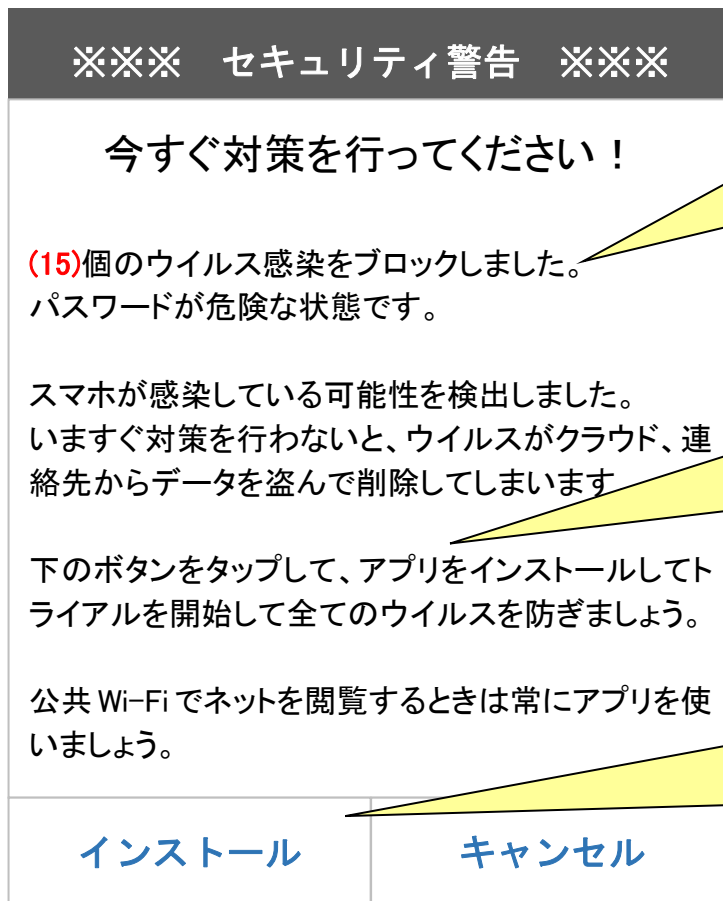 ※※※　セキュリティ警告　※※※
今すぐ対策を行ってください！
(15)個のウイルス感染をブロックしました。
パスワードが危険な状態です。
スマホが感染している可能性を検出しました。
いますぐ対策を行わないと、ウイルスがクラウド、連
絡先からデータを盗んで削除してしまいます
下のボタンをタップして、アプリをインストールしてト
ライアルを開始して全てのウイルスを防ぎましょう。
公共 Wi-Fi でネットを閲覧するときは常にアプリを使
いましょう。
インストール　キャンセル